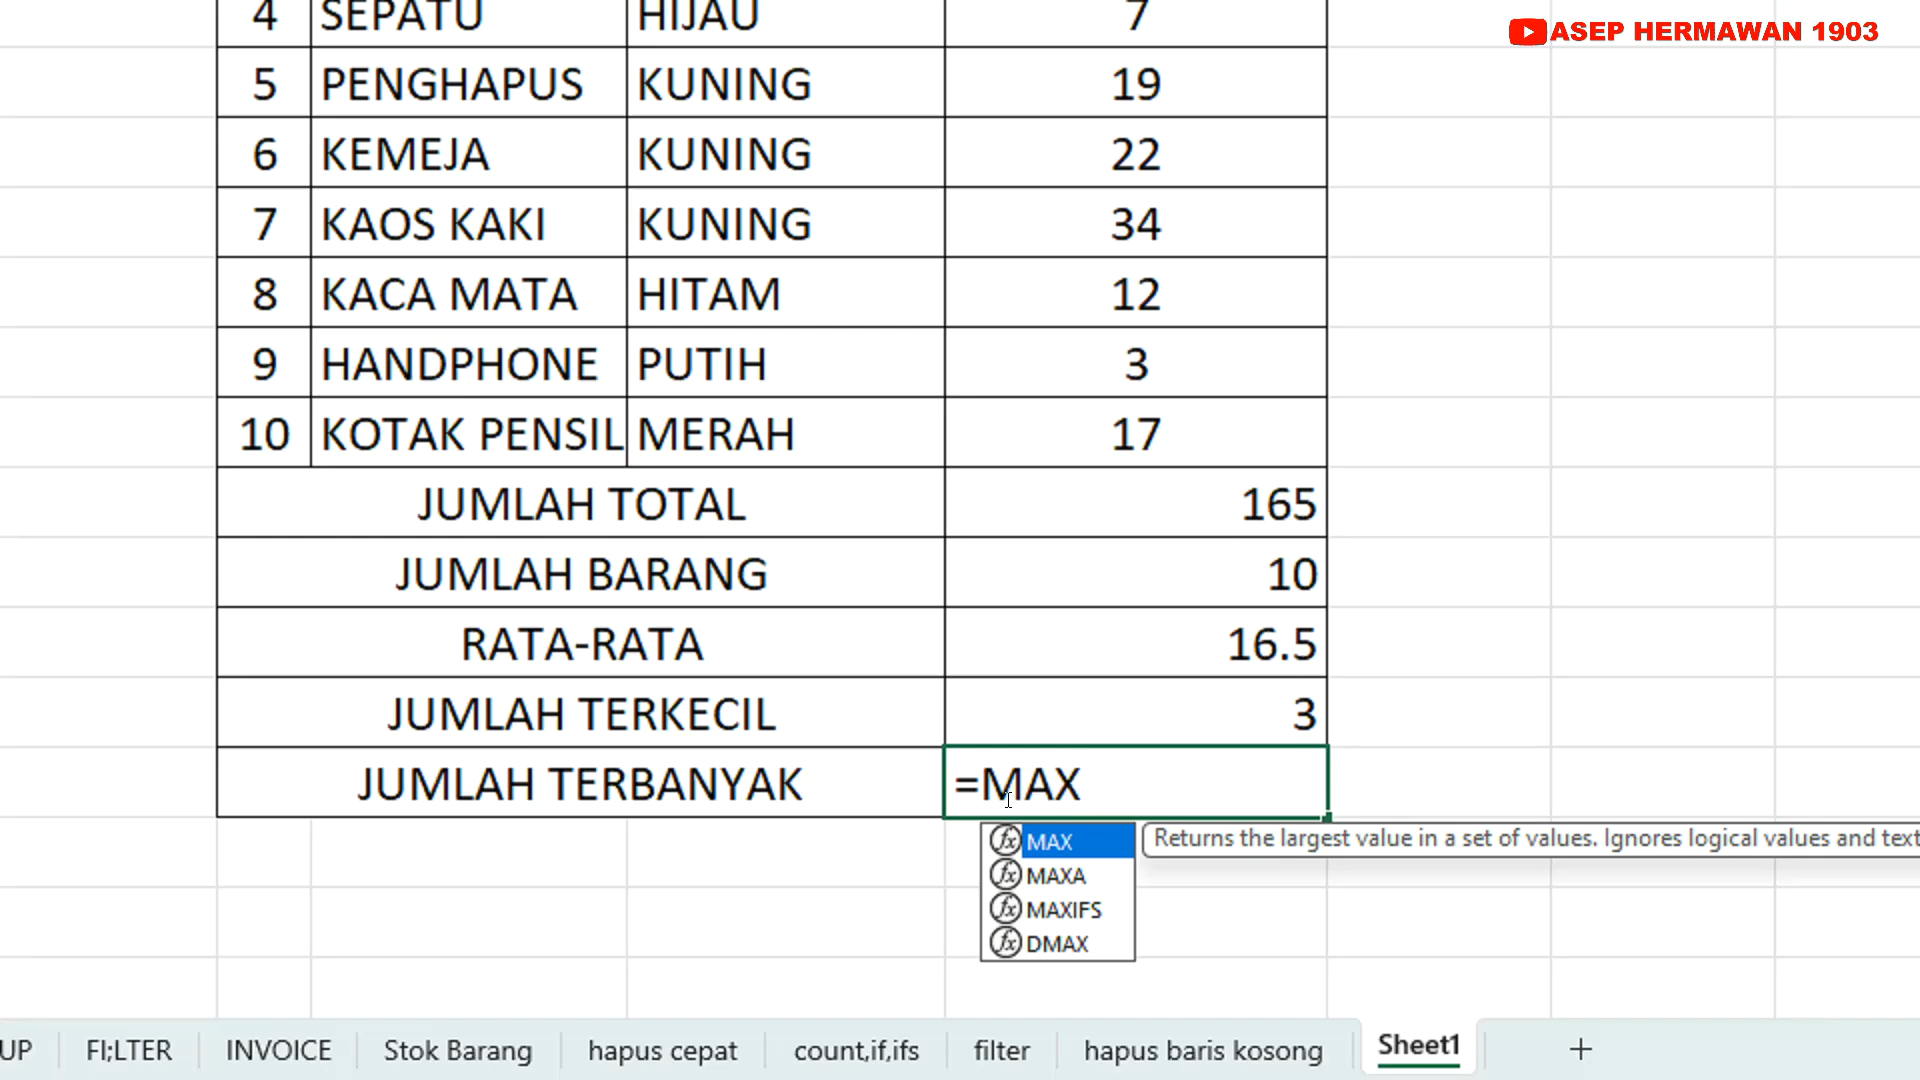 ASEP HERMAWAN 1903
4 SEPATU HIJAU 7
5 PENGHAPUS KUNING 19
6 KEMEJA KUNING 22
7 KAOS KAKI KUNING 34
8 KACA MATA HITAM 12
9 HANDPHONE PUTIH 3
10 KOTAK PENSIL MERAH 17
JUMLAH TOTAL 165
JUMLAH BARANG 10
RATA-RATA 16.5
JUMLAH TERKECIL 3
JUMLAH TERBANYAK =MAX
fx MAX Returns the largest value in a set of values. Ignores logical values and text
fx MAXA
fx MAXIFS
fx DMAX
UP FI;LTER INVOICE Stok Barang hapus cepat count,if,ifs filter hapus baris kosong Sheet1 +